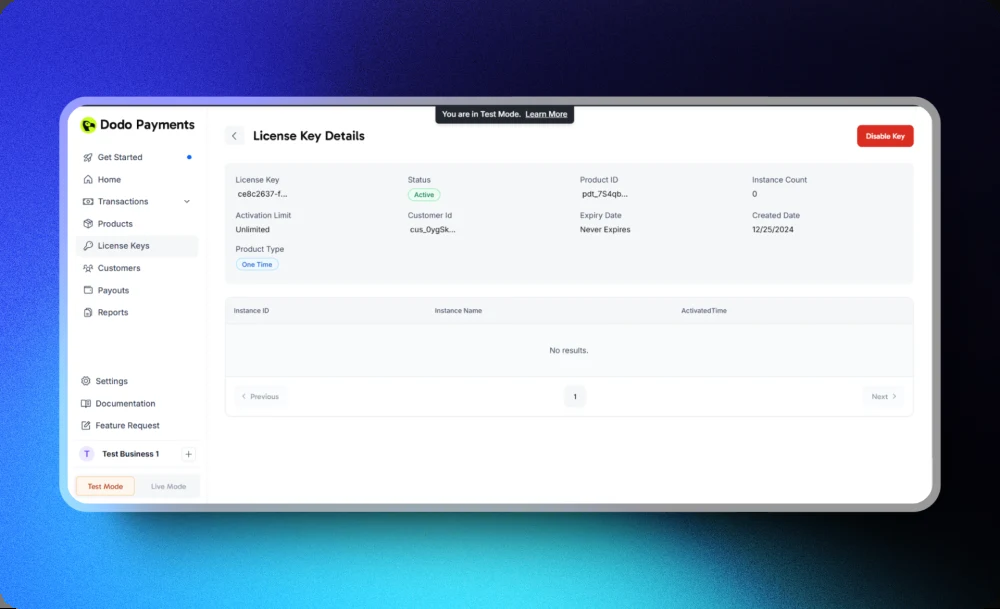 You are in Test Mode. Learn More
Dodo Payments
Get Started
Home
Transactions
Products
License Keys
Customers
Payouts
Reports
Settings
Documentation
Feature Request
T Test Business 1 +
Test Mode Live Mode
License Key Details
Disable Key
License Key Status Product ID Instance Count
ce8c2637-f... Active pdt_7S4qb... 0
Activation Limit Customer Id Expiry Date Created Date
Unlimited cus_0ygSk... Never Expires 12/25/2024
Product Type
One Time
Instance ID Instance Name ActivatedTime
No results.
Previous 1 Next